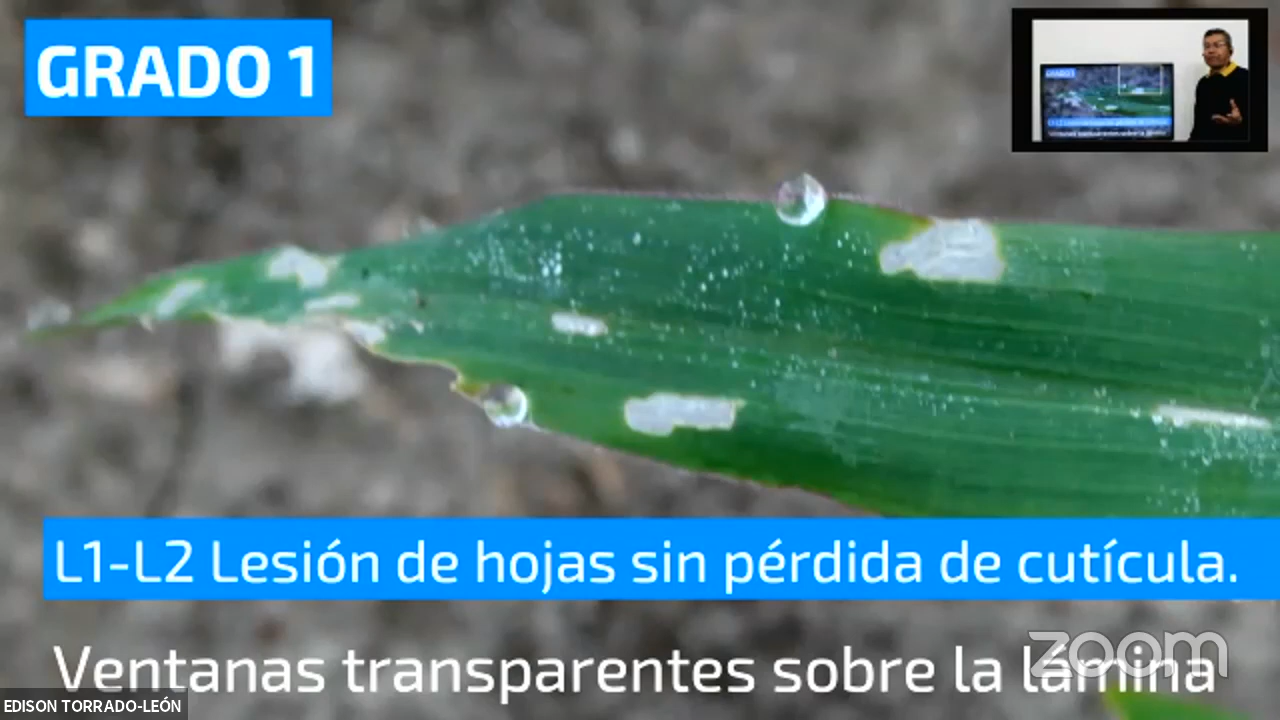 GRADO 1
L1-L2 Lesión de hojas sin pérdida de cutícula.
Ventanas transparentes sobre la lámina
zoom
EDISON TORRADO-LEÓN